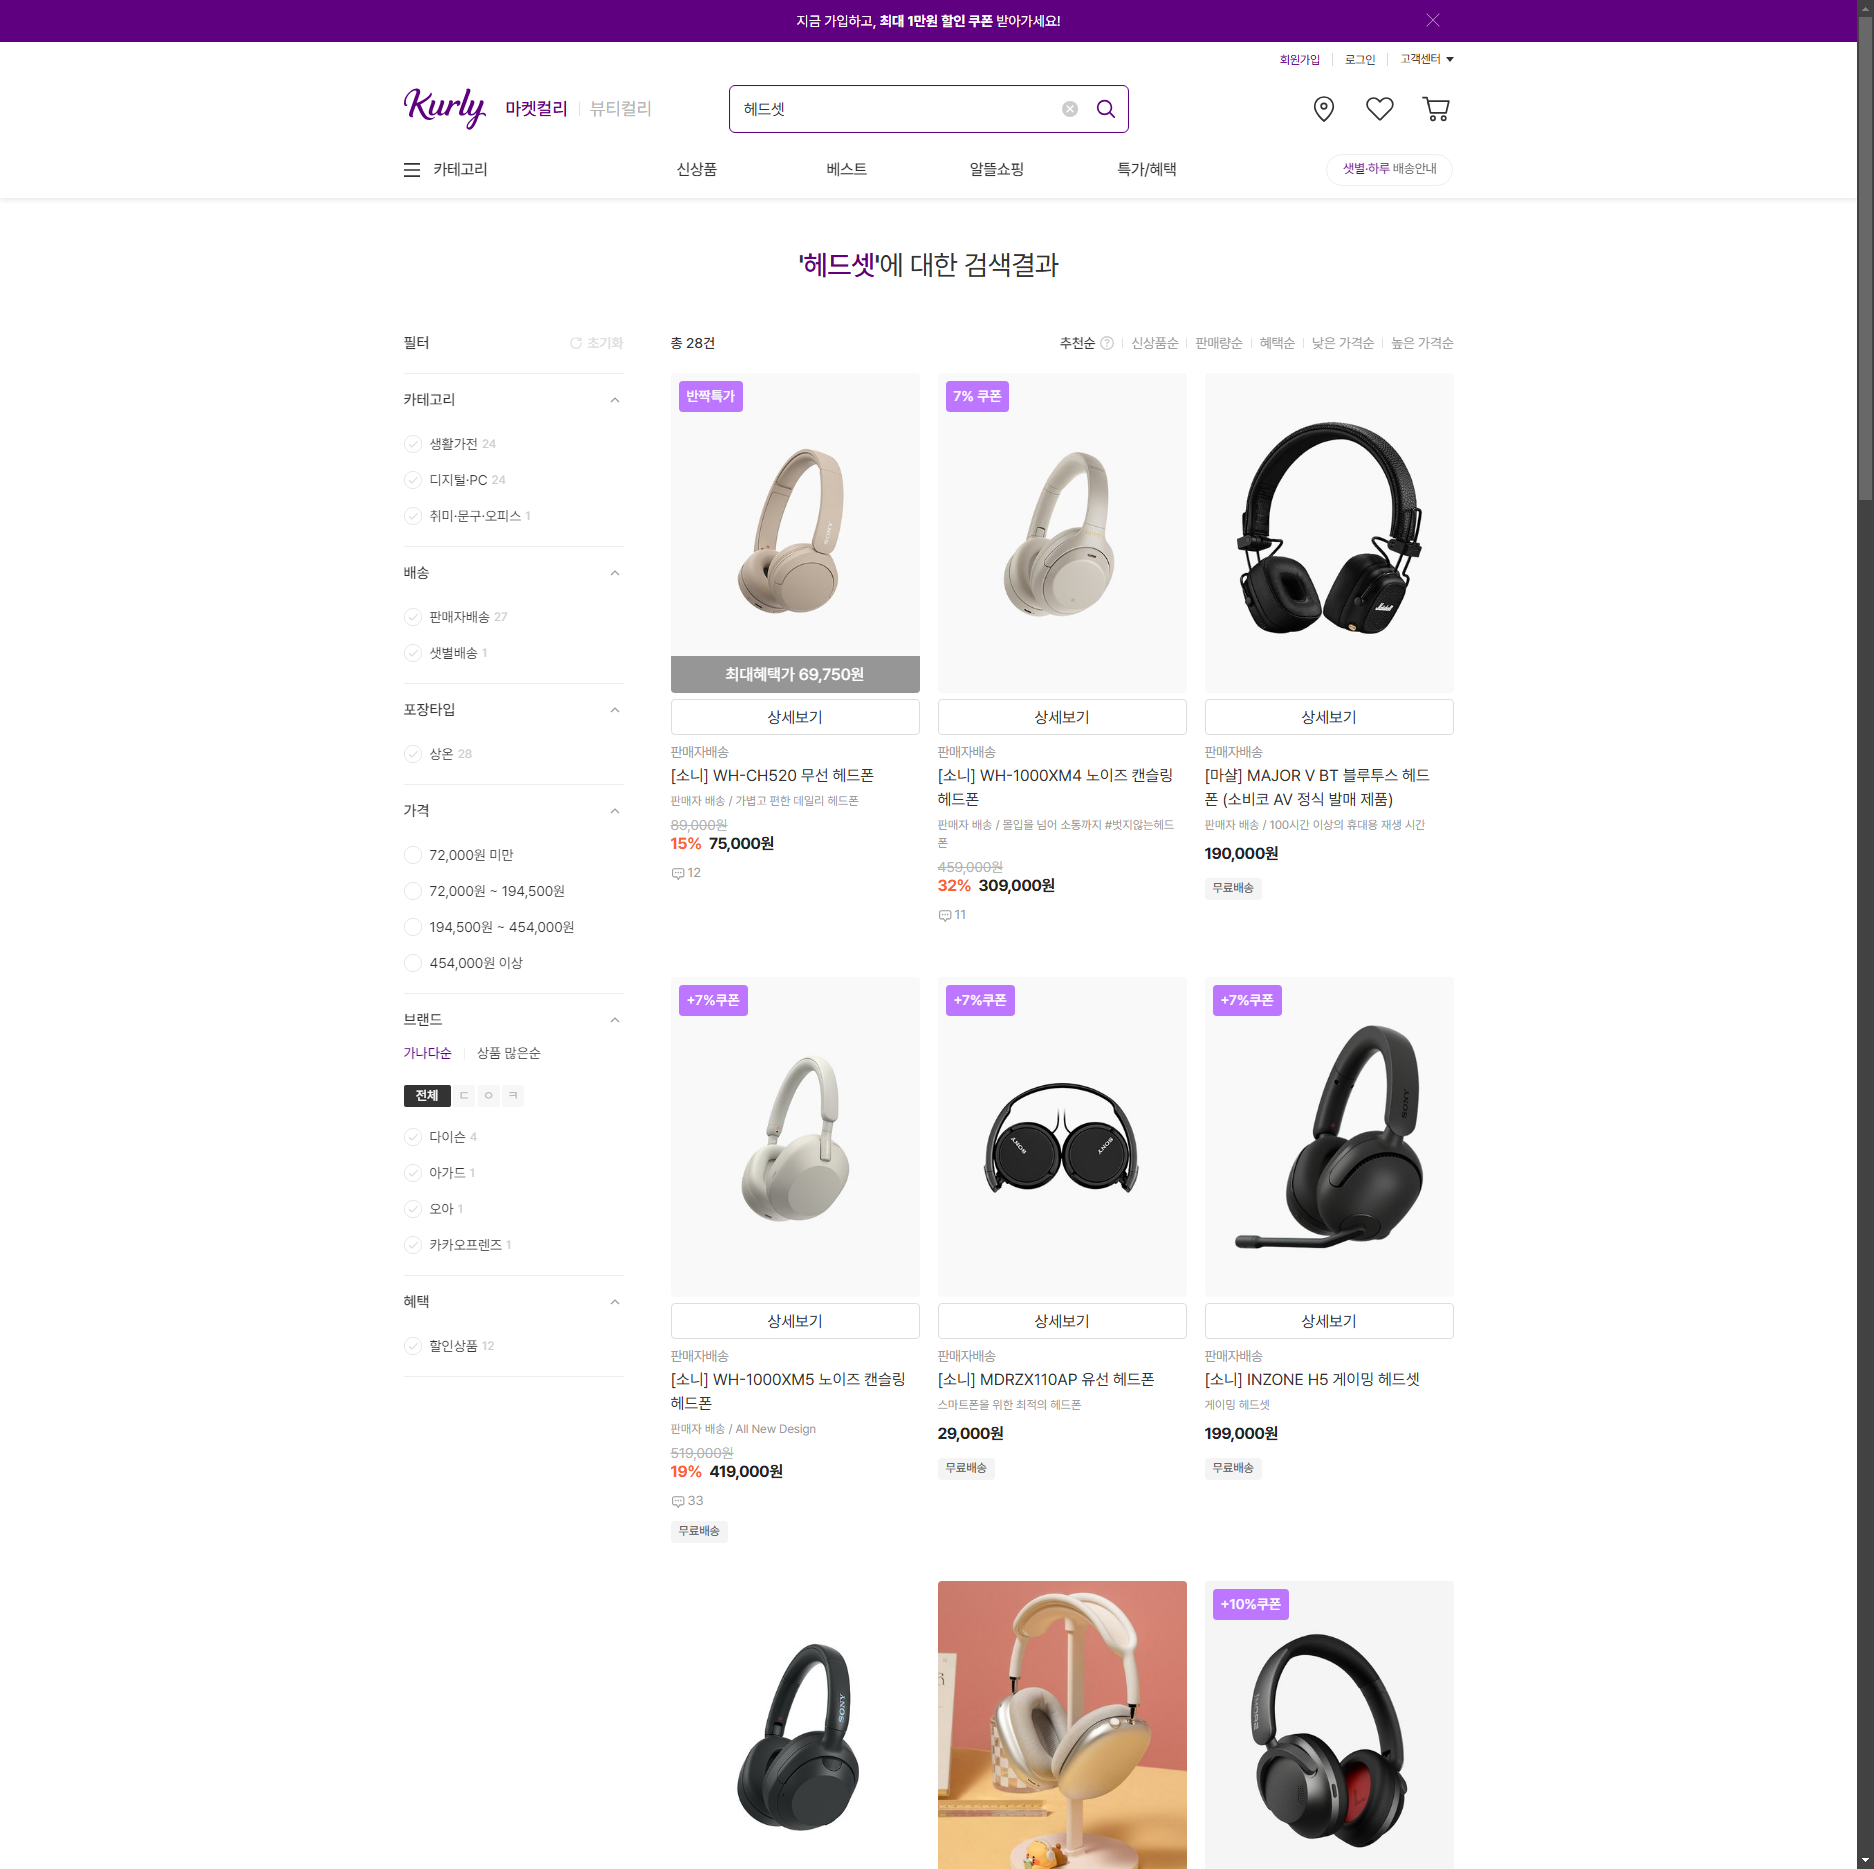 지금 가입하고, 최대 1만원 할인 쿠폰 받아가세요!
회원가입
로그인
고객센터
Kurly
마켓컬리
뷰티컬리
헤드셋
카테고리
신상품
베스트
알뜰쇼핑
특가/혜택
샛별·하루 배송안내
'헤드셋'에 대한 검색결과
필터
초기화
카테고리
생활가전 24
디지털·PC 24
취미·문구·오피스 1
배송
판매자배송 27
샛별배송 1
포장타입
상온 28
가격
72,000원 미만
72,000원 ~ 194,500원
194,500원 ~ 454,000원
454,000원 이상
브랜드
가나다순
상품 많은순
전체 ㄷ ㅇ ㅋ
다이슨 4
아가드 1
오아 1
카카오프렌즈 1
혜택
할인상품 12
총 28건
추천순 ?
신상품순
판매량순
혜택순
낮은 가격순
높은 가격순
반짝특가
SONY
최대혜택가 69,750원
상세보기
판매자배송
[소니] WH-CH520 무선 헤드폰
판매자 배송 / 가볍고 편한 데일리 헤드폰
89,000원
15% 75,000원
12
7% 쿠폰
상세보기
판매자배송
[소니] WH-1000XM4 노이즈 캔슬링
헤드폰
판매자 배송 / 몰입을 넘어 소통까지 #벗지않는헤드
폰
459,000원
32% 309,000원
11
Marshall
상세보기
판매자배송
[마샬] MAJOR V BT 블루투스 헤드
폰 (소비코 AV 정식 발매 제품)
판매자 배송 / 100시간 이상의 휴대용 재생 시간
190,000원
무료배송
+7%쿠폰
상세보기
판매자배송
[소니] WH-1000XM5 노이즈 캔슬링
헤드폰
판매자 배송 / All New Design
519,000원
19% 419,000원
33
무료배송
+7%쿠폰
SONY
SONY
상세보기
판매자배송
[소니] MDRZX110AP 유선 헤드폰
스마트폰을 위한 최적의 헤드폰
29,000원
무료배송
+7%쿠폰
SONY
상세보기
판매자배송
[소니] INZONE H5 게이밍 헤드셋
게이밍 헤드셋
199,000원
무료배송
SONY
+10%쿠폰
1MORE